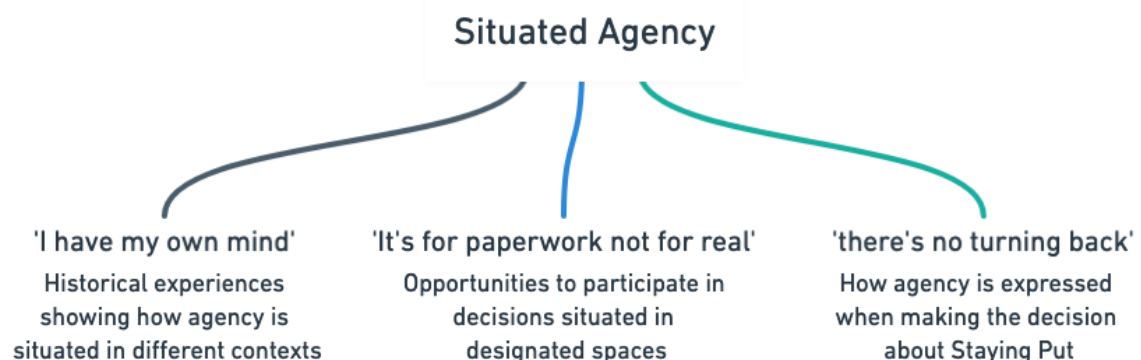 Situated Agency
'I have my own mind'
Historical experiences
showing how agency is
situated in different contexts
'It's for paperwork not for real'
Opportunities to participate in
decisions situated in
designated spaces
'there's no turning back'
How agency is expressed
when making the decision
about Staying Put